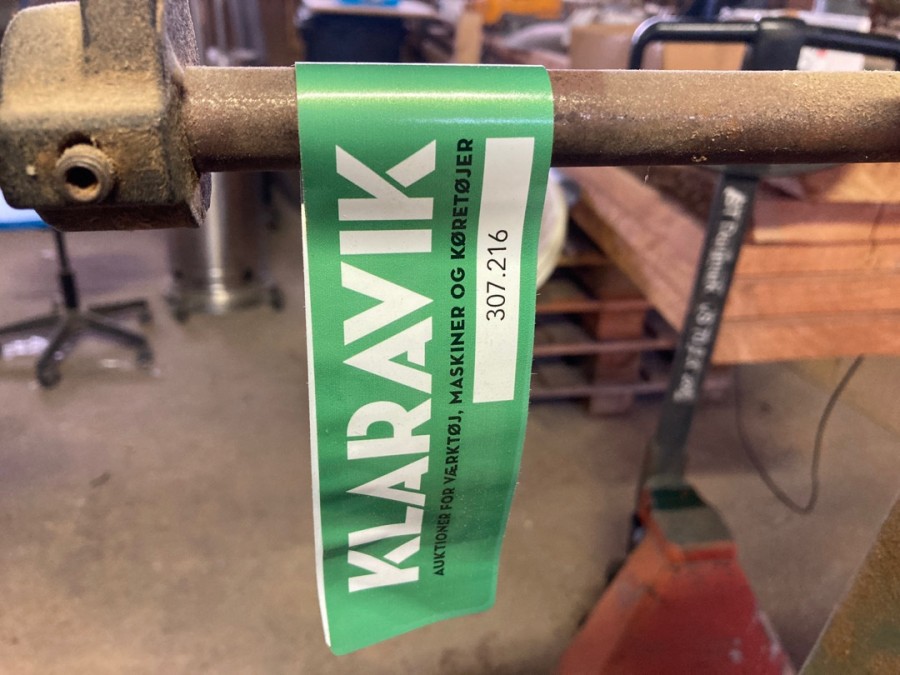 KLARAVIK
AUKTIONER FOR VÆRKTØJ, MASKINER OG KØRETØJER
307.216